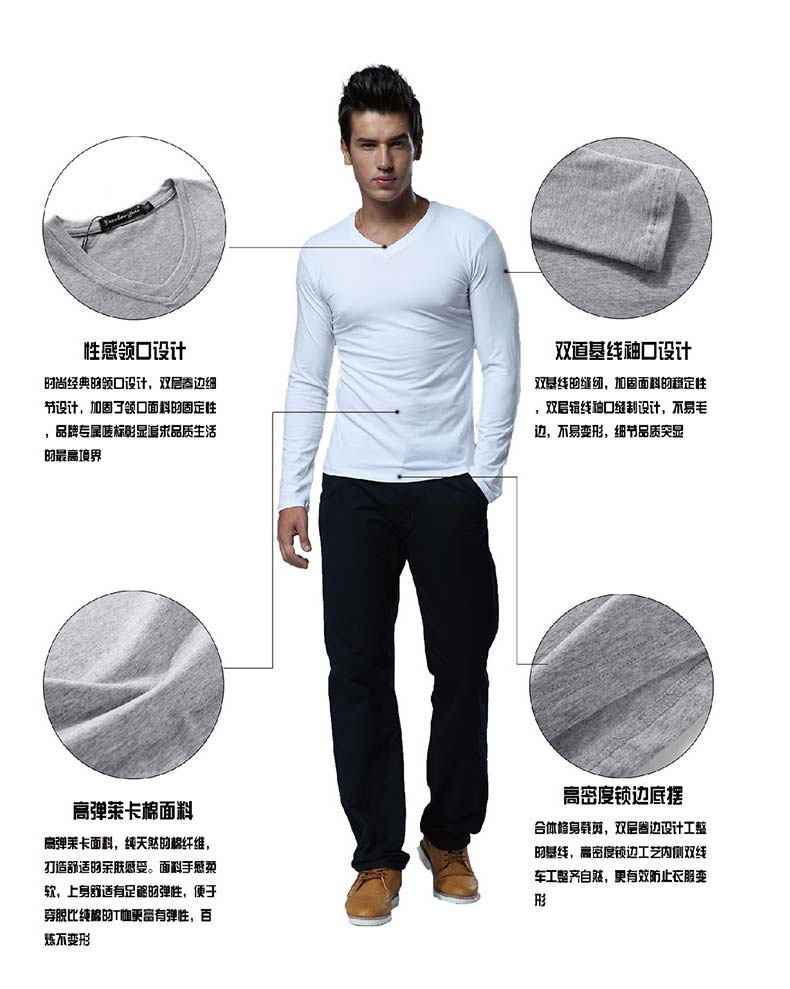 性感领口设计
时尚经典的领口设计，双层卷边细
节设计，加固了领口面料的固定性
，品牌专属唛标彰显追求品质生活
的最高境界
双道基线袖口设计
双基线的缝纫，加固面料的稳定性
，双层辑线袖口缝制设计，不易毛
边，不易变形，细节品质突显
高弹莱卡棉面料
高弹莱卡面料，纯天然的棉纤维，
打造舒适的亲肤感受。面料手感柔
软，上身舒适有足够的弹性，便于
穿脱比纯棉的T恤更富有弹性，百
炼不变形
高密度锁边底摆
合体修身裁剪，双层卷边设计工整
的基线，高密度锁边工艺内侧双线
车工整齐自然，更有效防止衣服变
形